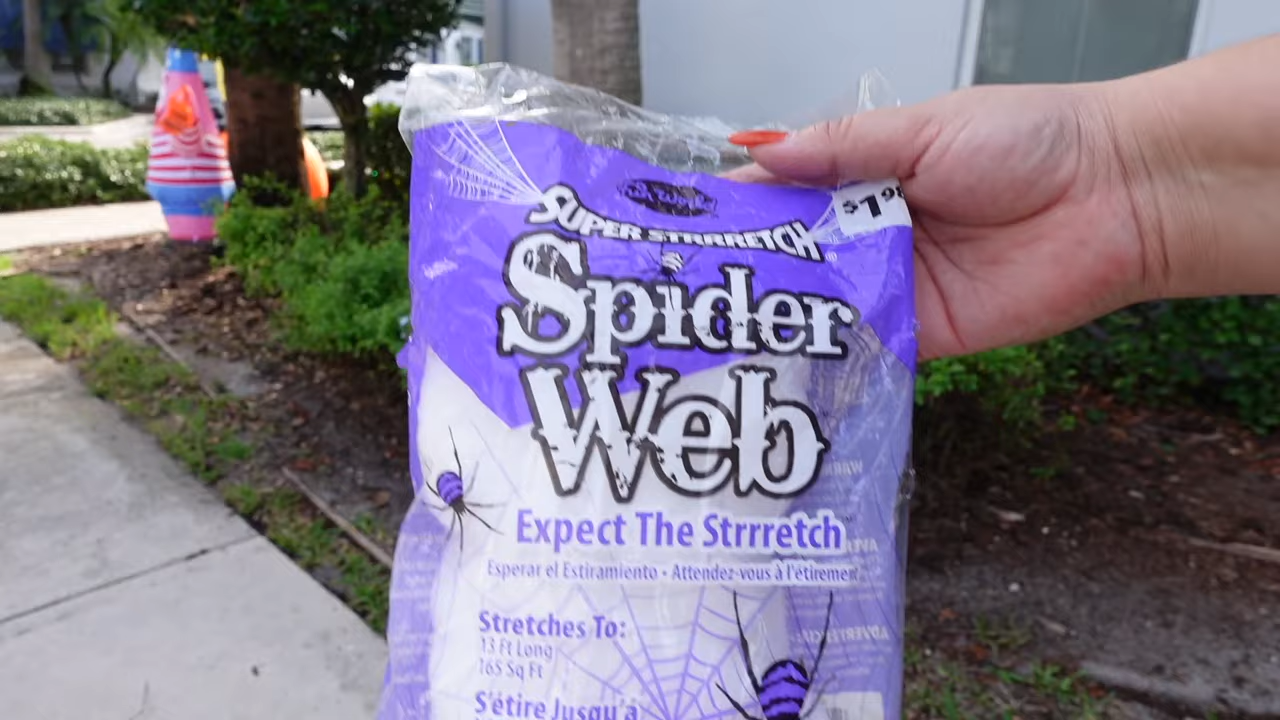 $1.98
SUPER STRRRETCH®
Spider
Web
Expect The Strrretch
Esperar el Estiramiento • Attendez-vous à l'étirement
Stretches To:
13 Ft Long
165 Sq Ft
S'étire Jusqu'à